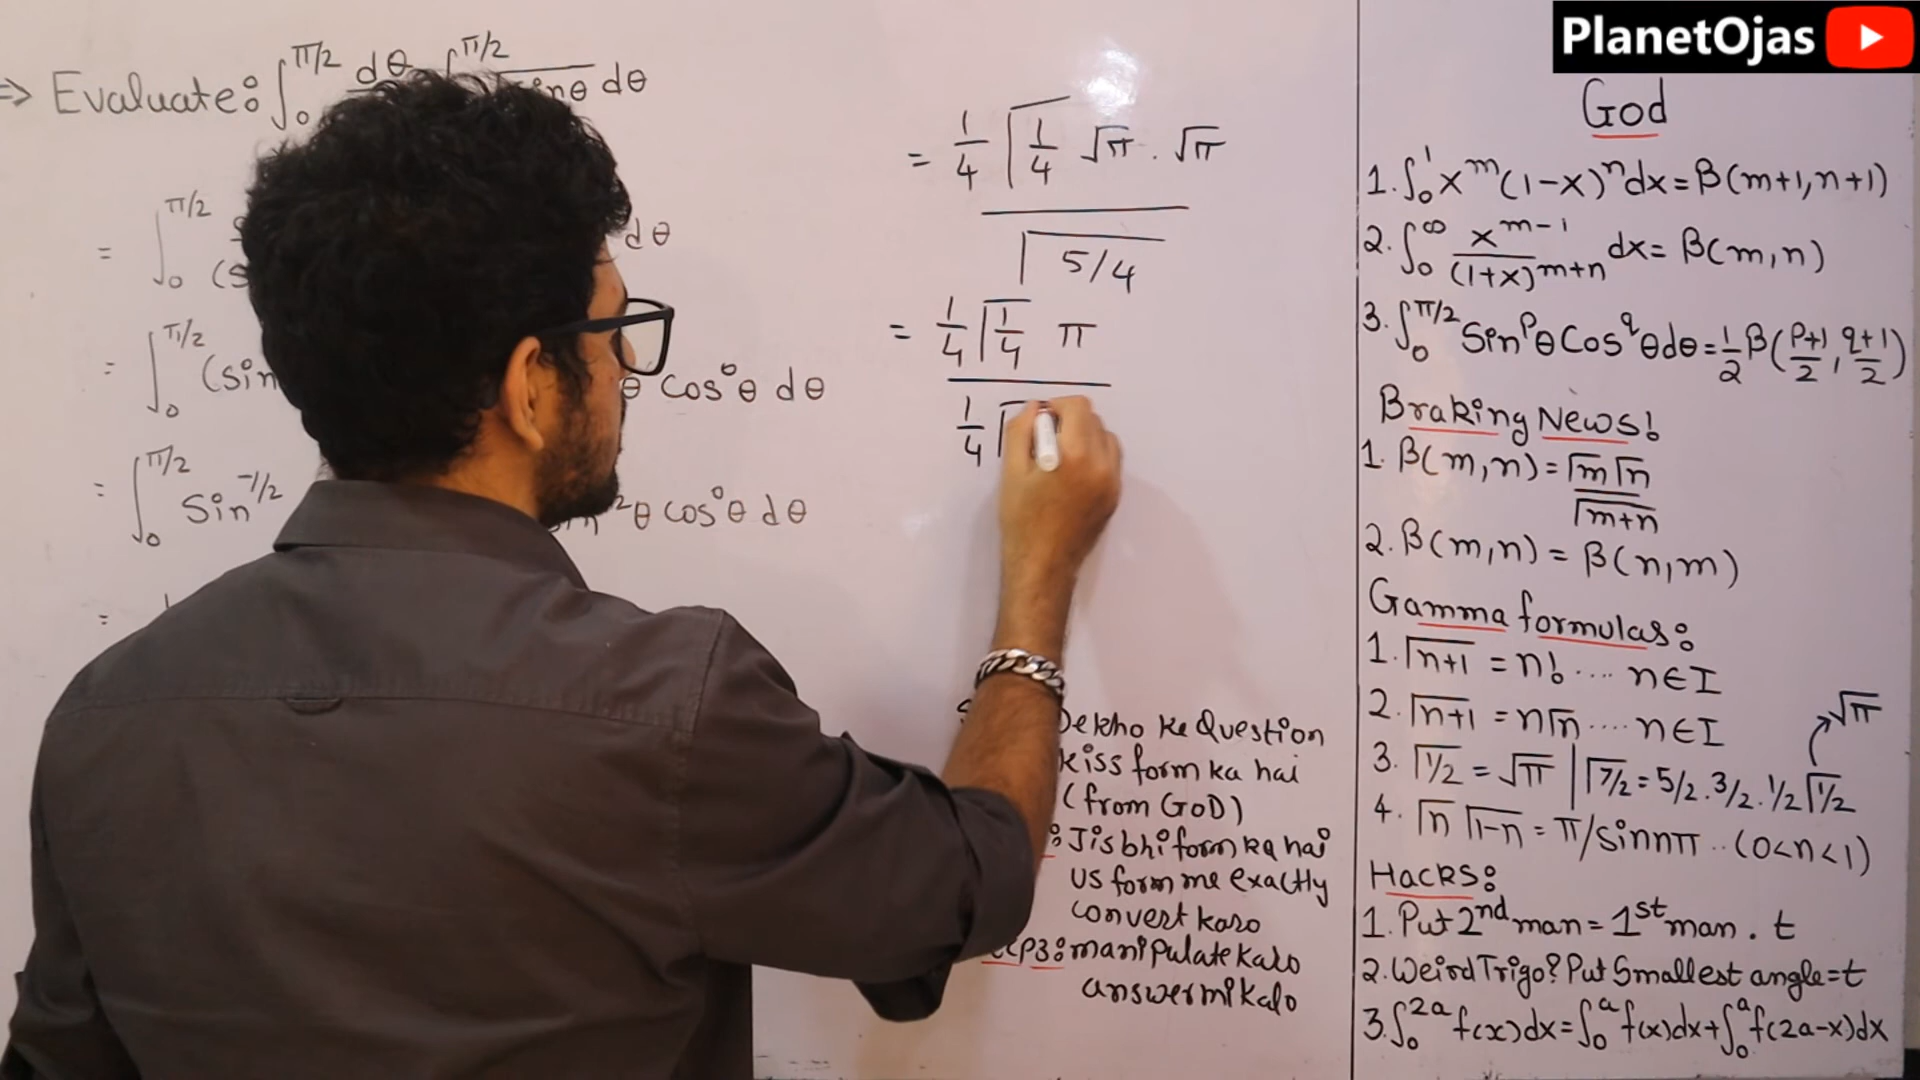 PlanetOjas
=> Evaluate: ∫₀^π/2 dθ ∫^π/2 inθ dθ
= ∫₀^π/2 dθ
= ∫₀^π/2 (sin θ cos⁰θ dθ
= ∫₀^π/2 Sin^-1/2 ²θ cos⁰θ dθ
=
= 1/4 Γ1/4 √π . √π
Γ5/4
= 1/4 Γ1/4 π
1/4 Γ
Dekho ke Question
kiss form ka hai
(from GOD)
: Jis bhi form ka hai
us form me exactly
convert karo
ep3: manipulate karo
answer nikalo
God
1. ∫₀¹ x^m (1-x)^n dx = β(m+1, n+1)
2. ∫₀^∞ x^m-1/(1+x)^m+n dx = β(m,n)
3. ∫₀^π/2 Sin^pθ Cos^qθ dθ = 1/2 β(p+1/2, q+1/2)
Braking News!
1. β(m,n) = Γm Γn
Γm+n
2. β(m,n) = β(n,m)
Gamma formulas:
1. Γn+1 = n! .... n∈I
2. Γn+1 = nΓn .... n∈I
√π
3. Γ1/2 = √π | Γ7/2 = 5/2 . 3/2 . 1/2 Γ1/2
4. Γn Γ1-n = π/sinnπ .. (0<n<1)
Hacks:
1. Put 2nd man = 1st man . t
2. Weird Trigo? Put Smallest angle = t
3. ∫₀^2a f(x)dx = ∫₀^a f(x)dx + ∫₀^a f(2a-x)dx